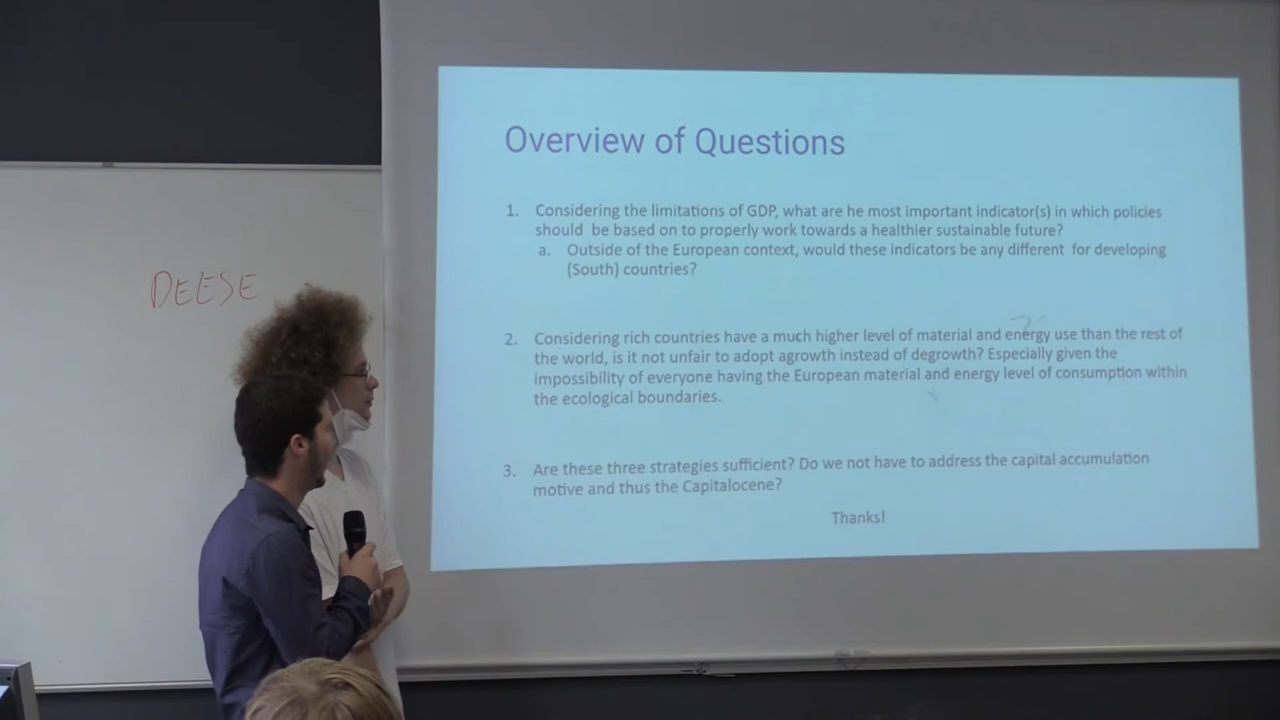 Overview of Questions
1. Considering the limitations of GDP, what are he most important indicator(s) in which policies
should be based on to properly work towards a healthier sustainable future?
a. Outside of the European context, would these indicators be any different for developing
(South) countries?
DEESE
2. Considering rich countries have a much higher level of material and energy use than the rest of
the world, is it not unfair to adopt agrowth instead of degrowth? Especially given the
impossibility of everyone having the European material and energy level of consumption within
the ecological boundaries.
3. Are these three strategies sufficient? Do we not have to address the capital accumulation
motive and thus the Capitalocene?
Thanks!